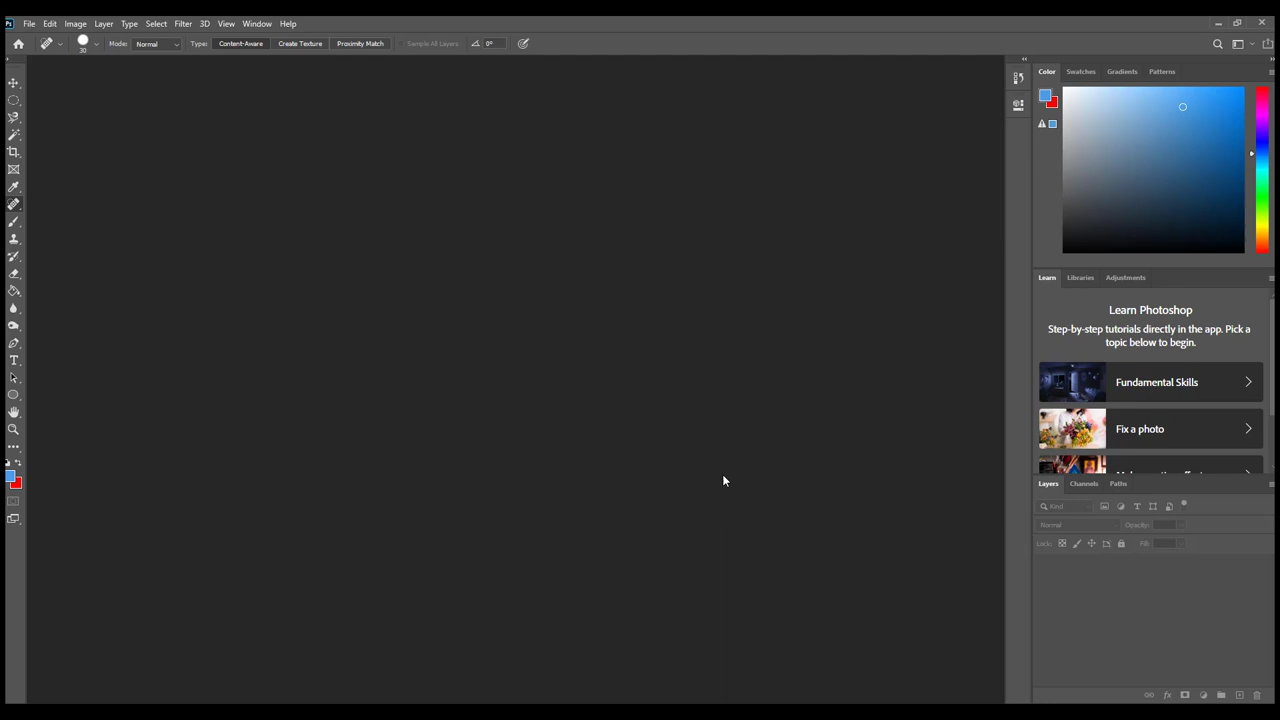 Ps File Edit Image Layer Type Select Filter 3D View Window Help
30 Mode: Normal Type: Content-Aware Create Texture Proximity Match Sample All Layers 0°
Color Swatches Gradients Patterns
Learn Libraries Adjustments
Learn Photoshop
Step-by-step tutorials directly in the app. Pick a
topic below to begin.
Fundamental Skills
Fix a photo
Layers Channels Paths
Kind
Normal Opacity:
Lock: Fill:
T